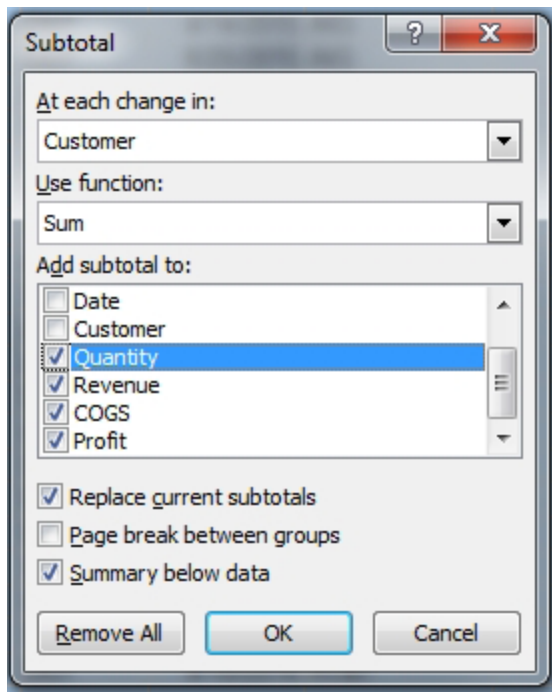 Subtotal
At each change in:
Customer
Use function:
Sum
Add subtotal to:
Date
Customer
Quantity
Revenue
COGS
Profit
Replace current subtotals
Page break between groups
Summary below data
Remove All OK Cancel